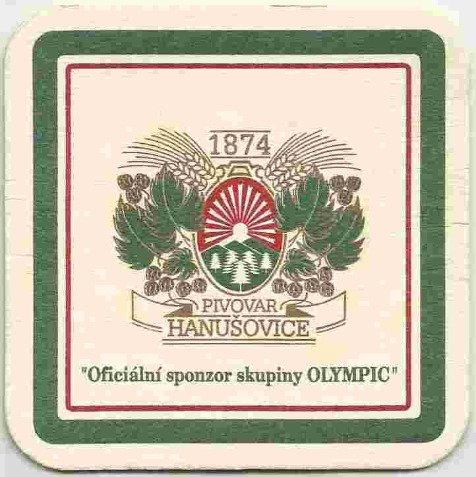 1874
PIVOVAR
HANUŠOVICE
"Oficiální sponzor skupiny OLYMPIC"